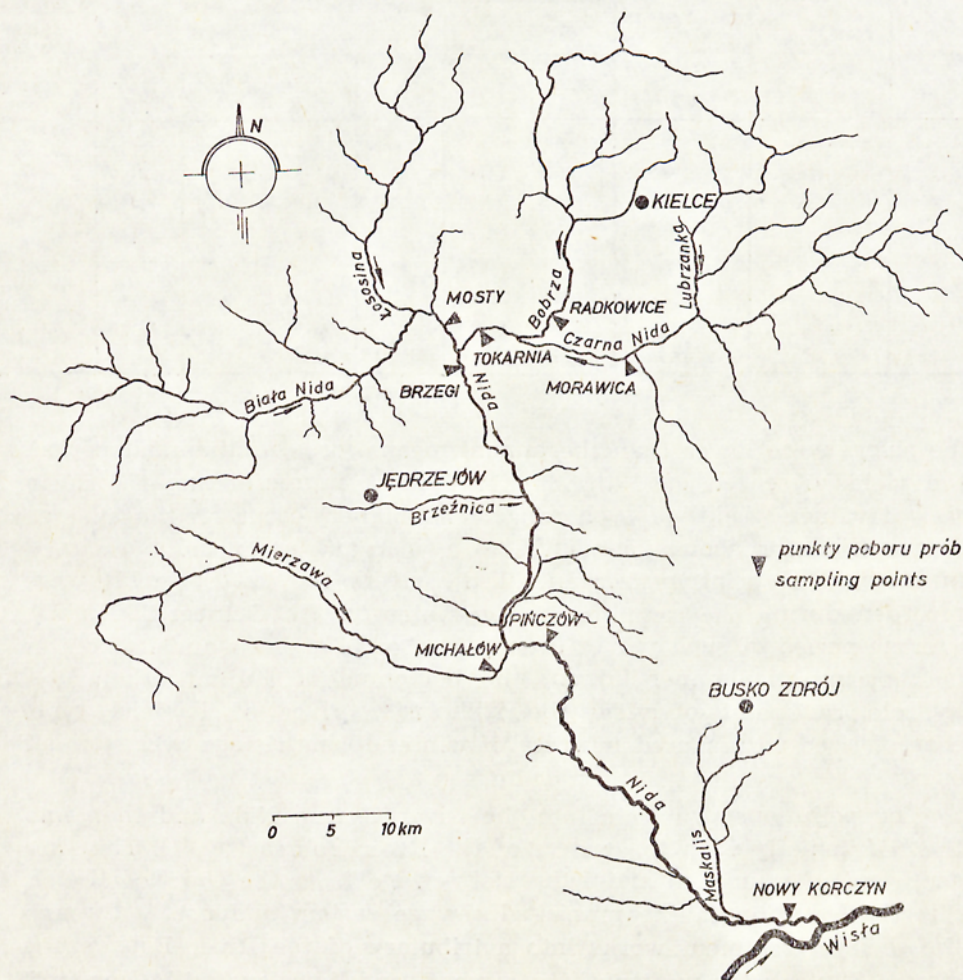 N
KIELCE
Łososina
Lubrzanka
MOSTY
Bobrza
RADKOWICE
Czarna Nida
TOKARNIA
BRZEGI
MORAWICA
Biała Nida
Nida
JĘDRZEJÓW
Brzeźnica
Mierzawa
punkty poboru prób
sampling points
PIŃCZÓW
MICHAŁÓW
BUSKO ZDRÓJ
Nida
0 5 10 km
Maskalis
NOWY KORCZYN
Wisła